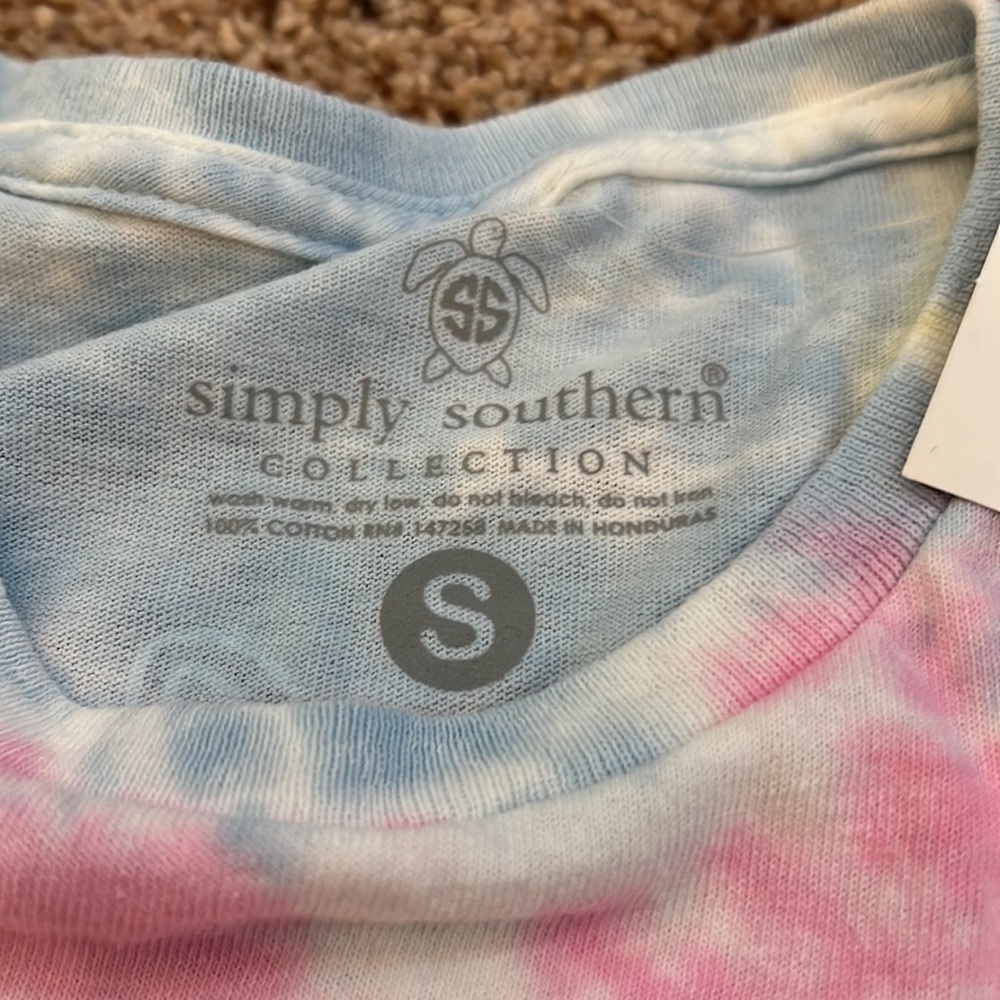 SS
simply southern®
COLLECTION
wash warm, dry low, do not bleach, do not iron
100% COTTON RN# 147258 MADE IN HONDURAS
S